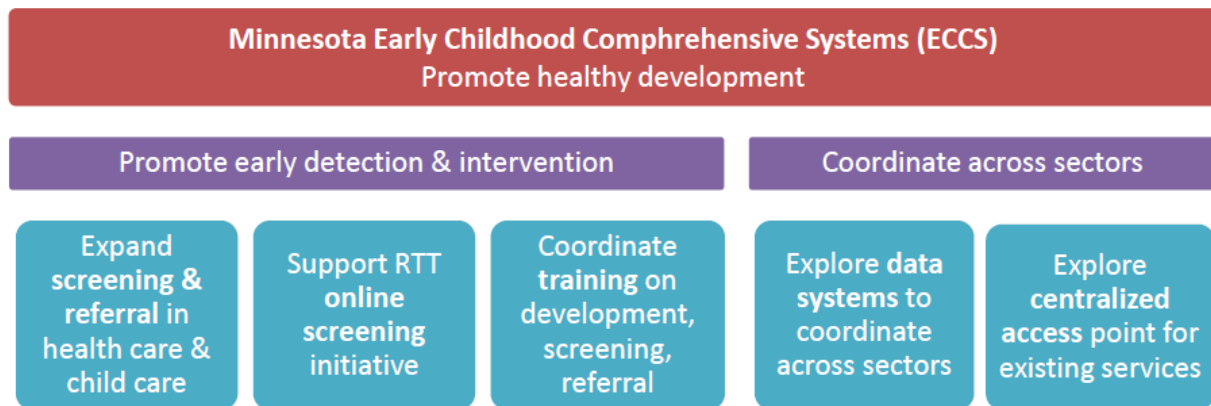 Minnesota Early Childhood Comphrehensive Systems (ECCS)
Promote healthy development
Promote early detection & intervention
Coordinate across sectors
Expand
screening &
referral in
health care &
child care
Support RTT
online
screening
initiative
Coordinate
training on
development,
screening,
referral
Explore data
systems to
coordinate
across sectors
Explore
centralized
access point for
existing services